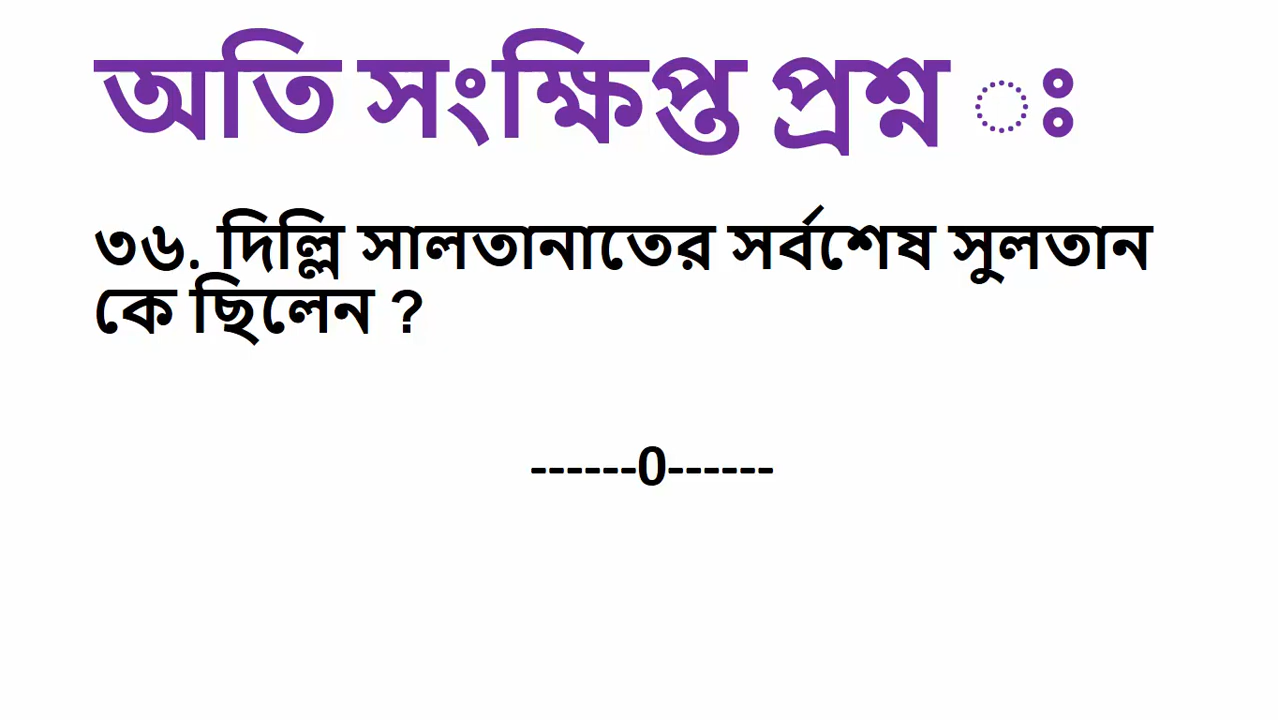 অতি সংক্ষিপ্ত প্রশ্ন ঃ
৩৬. দিল্লি সালতানাতের সর্বশেষ সুলতান
কে ছিলেন ?
------0------